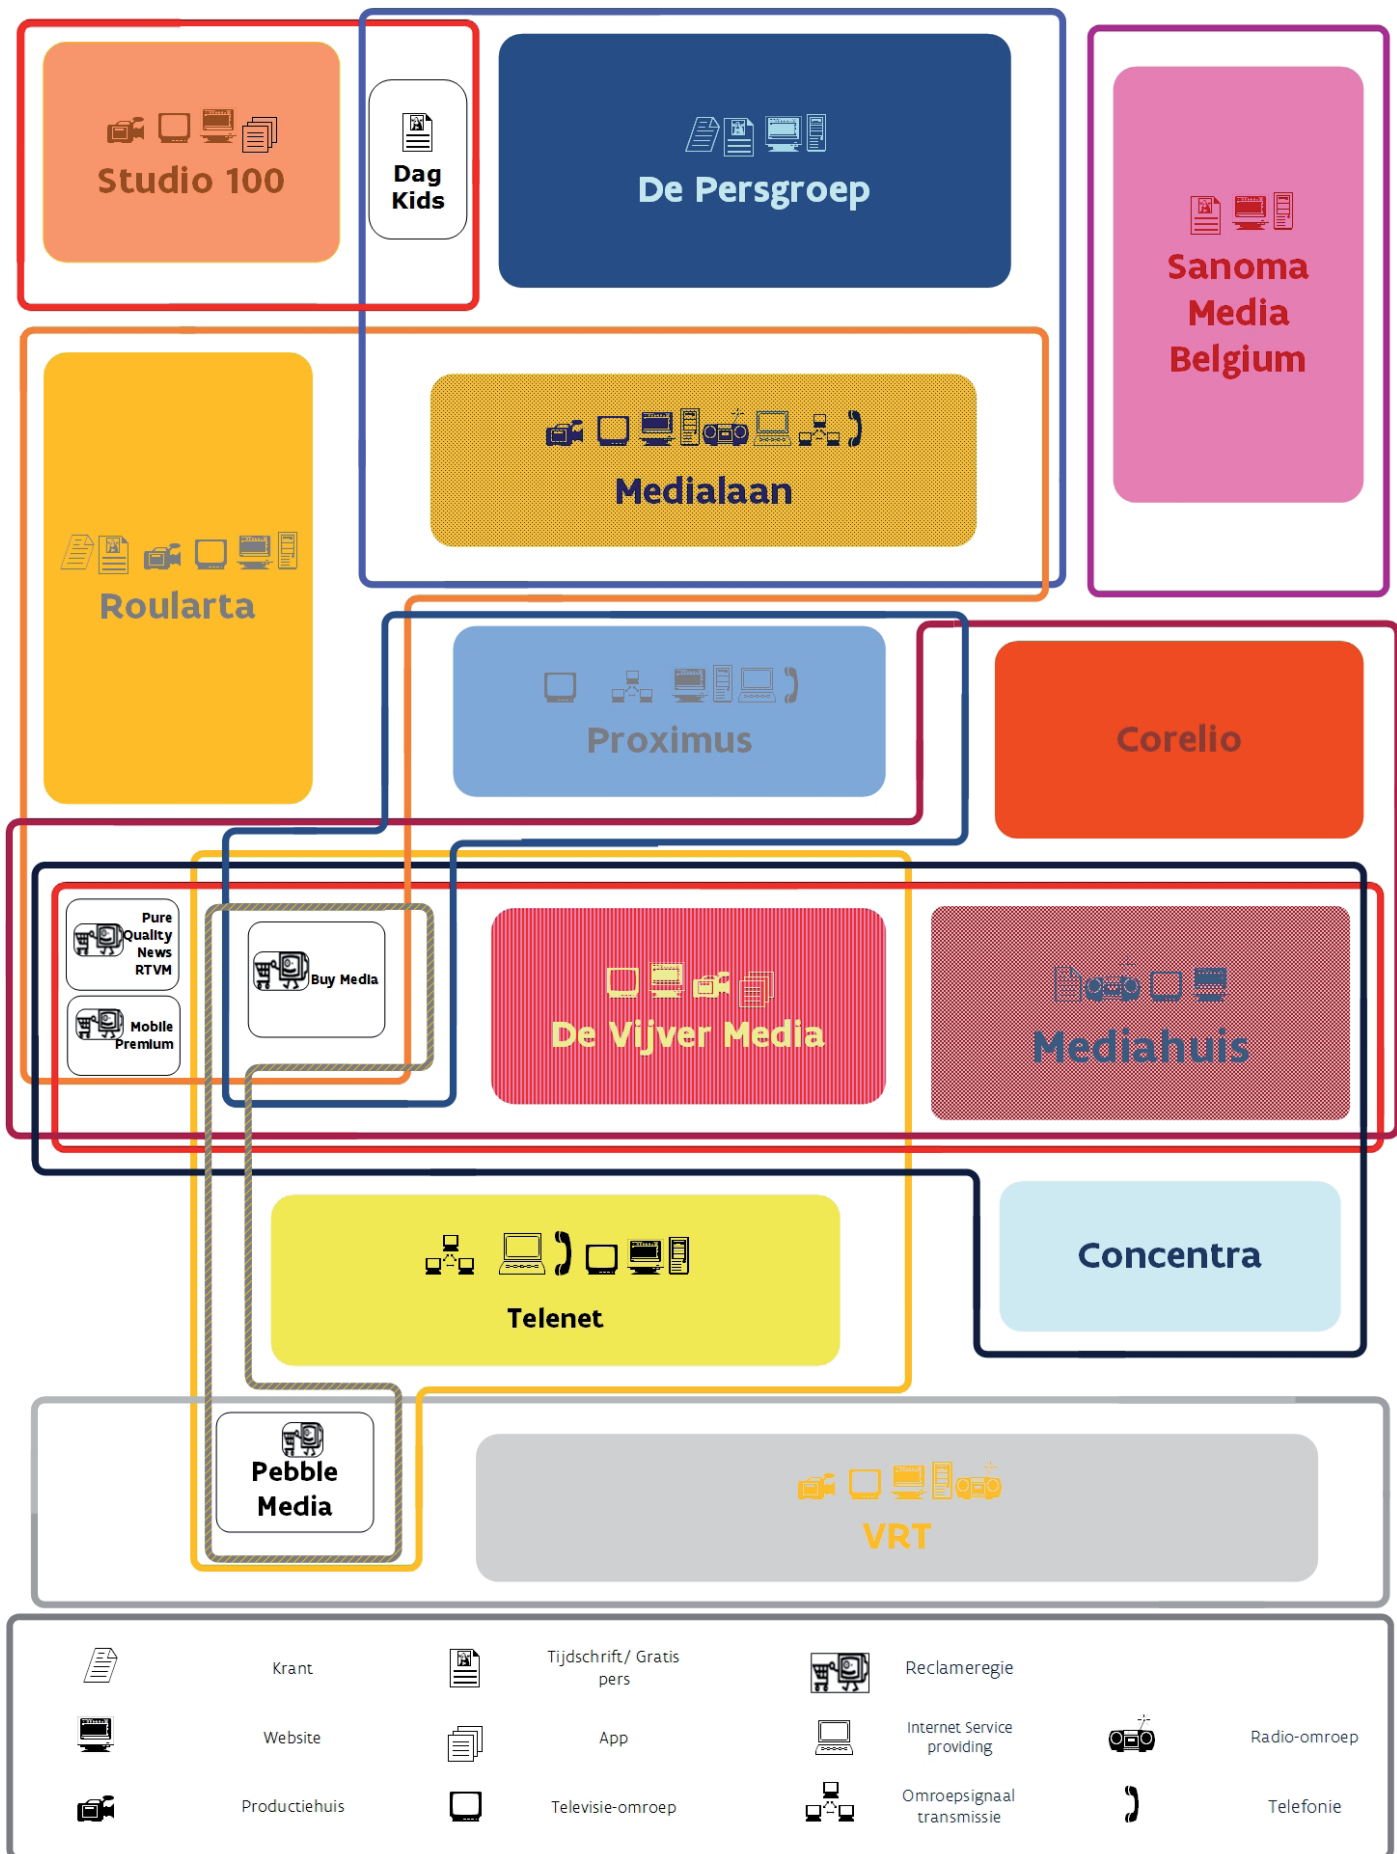 Studio 100
Dag
Kids
De Persgroep
Sanoma
Media
Belgium
Medialaan
Roularta
Proximus
Corelio
Pure
Quality
News
RTVM
Mobile
Premium
Buy Media
De Vijver Media
Mediahuis
Telenet
Concentra
Pebble
Media
VRT
Krant
Tijdschrift/ Gratis
pers
Reclameregie
Website
App
Internet Service
providing
Radio-omroep
Productiehuis
Televisie-omroep
Omroepsignaal
transmissie
Telefonie